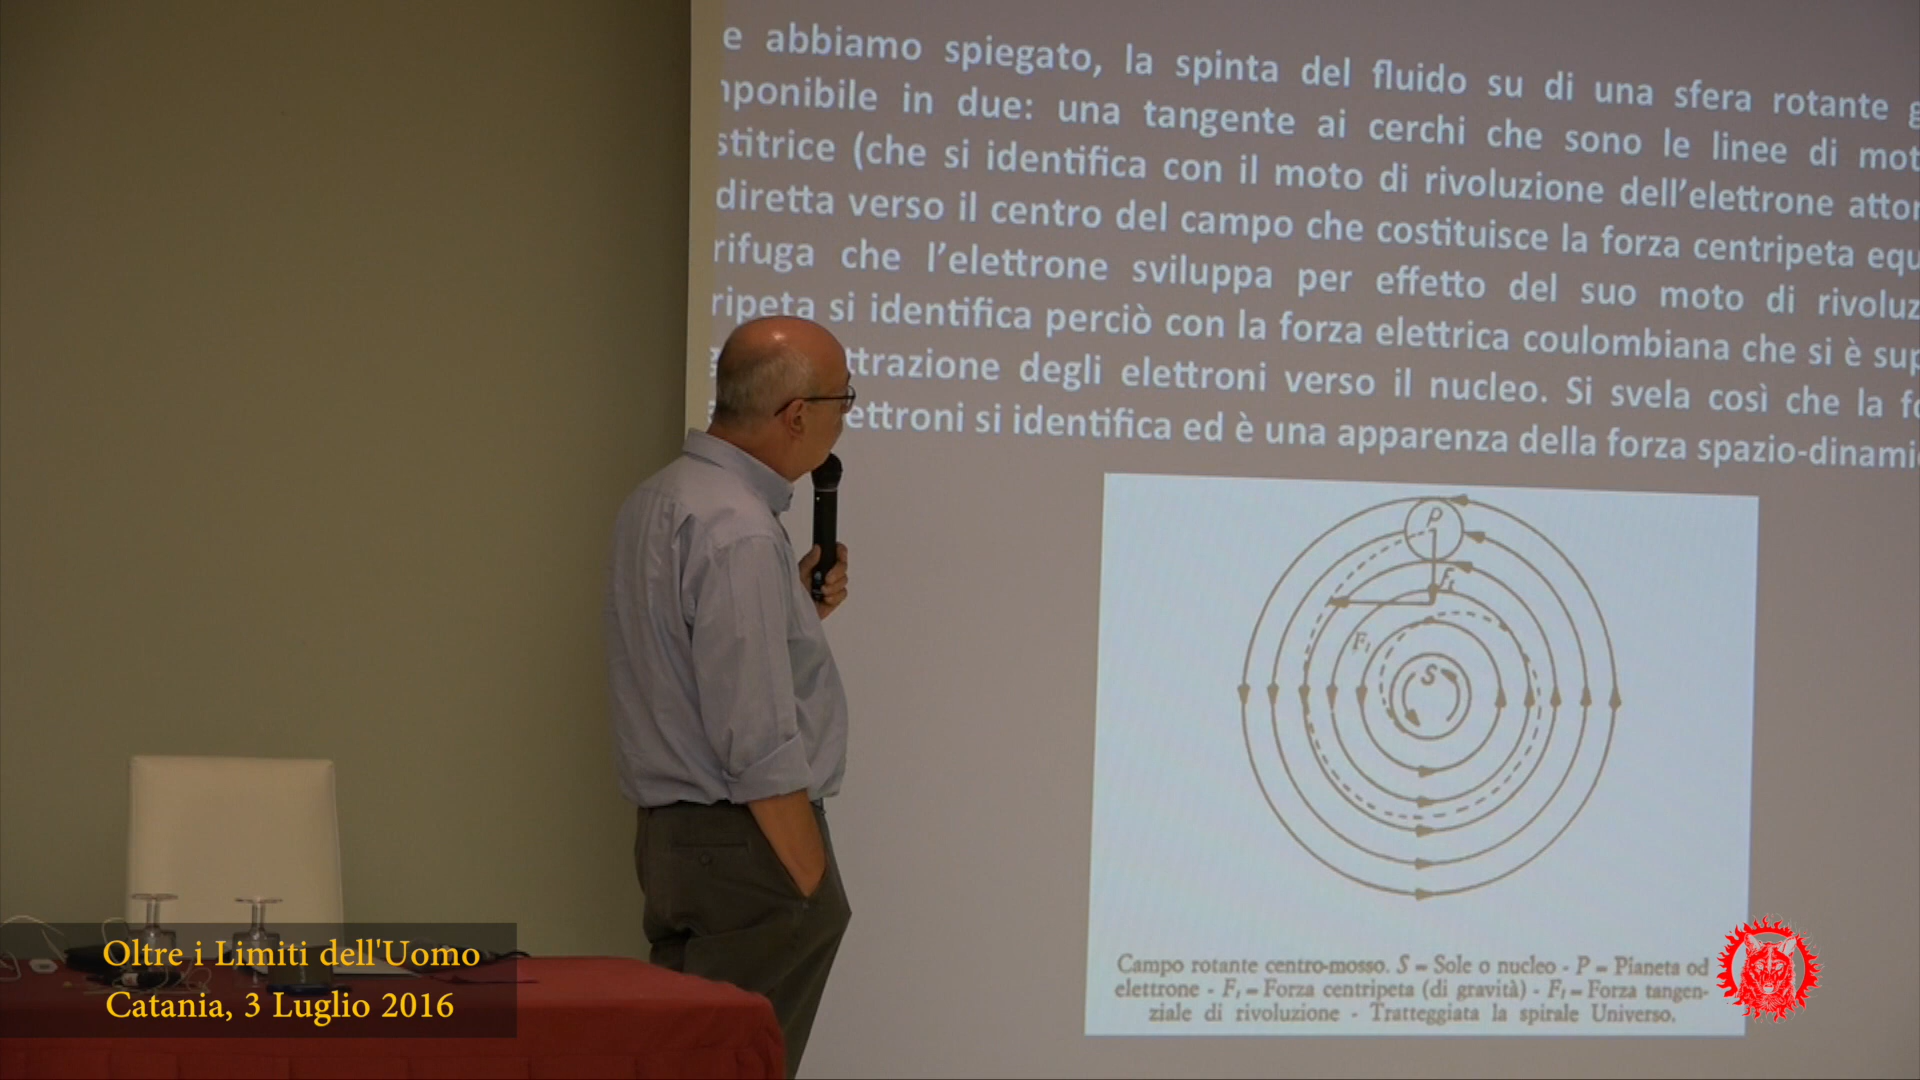 e abbiamo spiegato, la spinta del fluido su di una sfera rotante g
mponibile in due: una tangente ai cerchi che sono le linee di mot
stitrice (che si identifica con il moto di rivoluzione dell'elettrone attor
diretta verso il centro del campo che costituisce la forza centripeta equ
rifuga che l'elettrone sviluppa per effetto del suo moto di rivoluz
ripeta si identifica perciò con la forza elettrica coulombiana che si è sup
ttrazione degli elettroni verso il nucleo. Si svela così che la fo
ettroni si identifica ed è una apparenza della forza spazio-dinami
P
F₁
F₁
S
Campo rotante centro-mosso. S = Sole o nucleo - P = Pianeta od
elettrone - F₁ = Forza centripeta (di gravità) - F₁ = Forza tangen-
ziale di rivoluzione - Tratteggiata la spirale Universo.
Oltre i Limiti dell'Uomo
Catania, 3 Luglio 2016